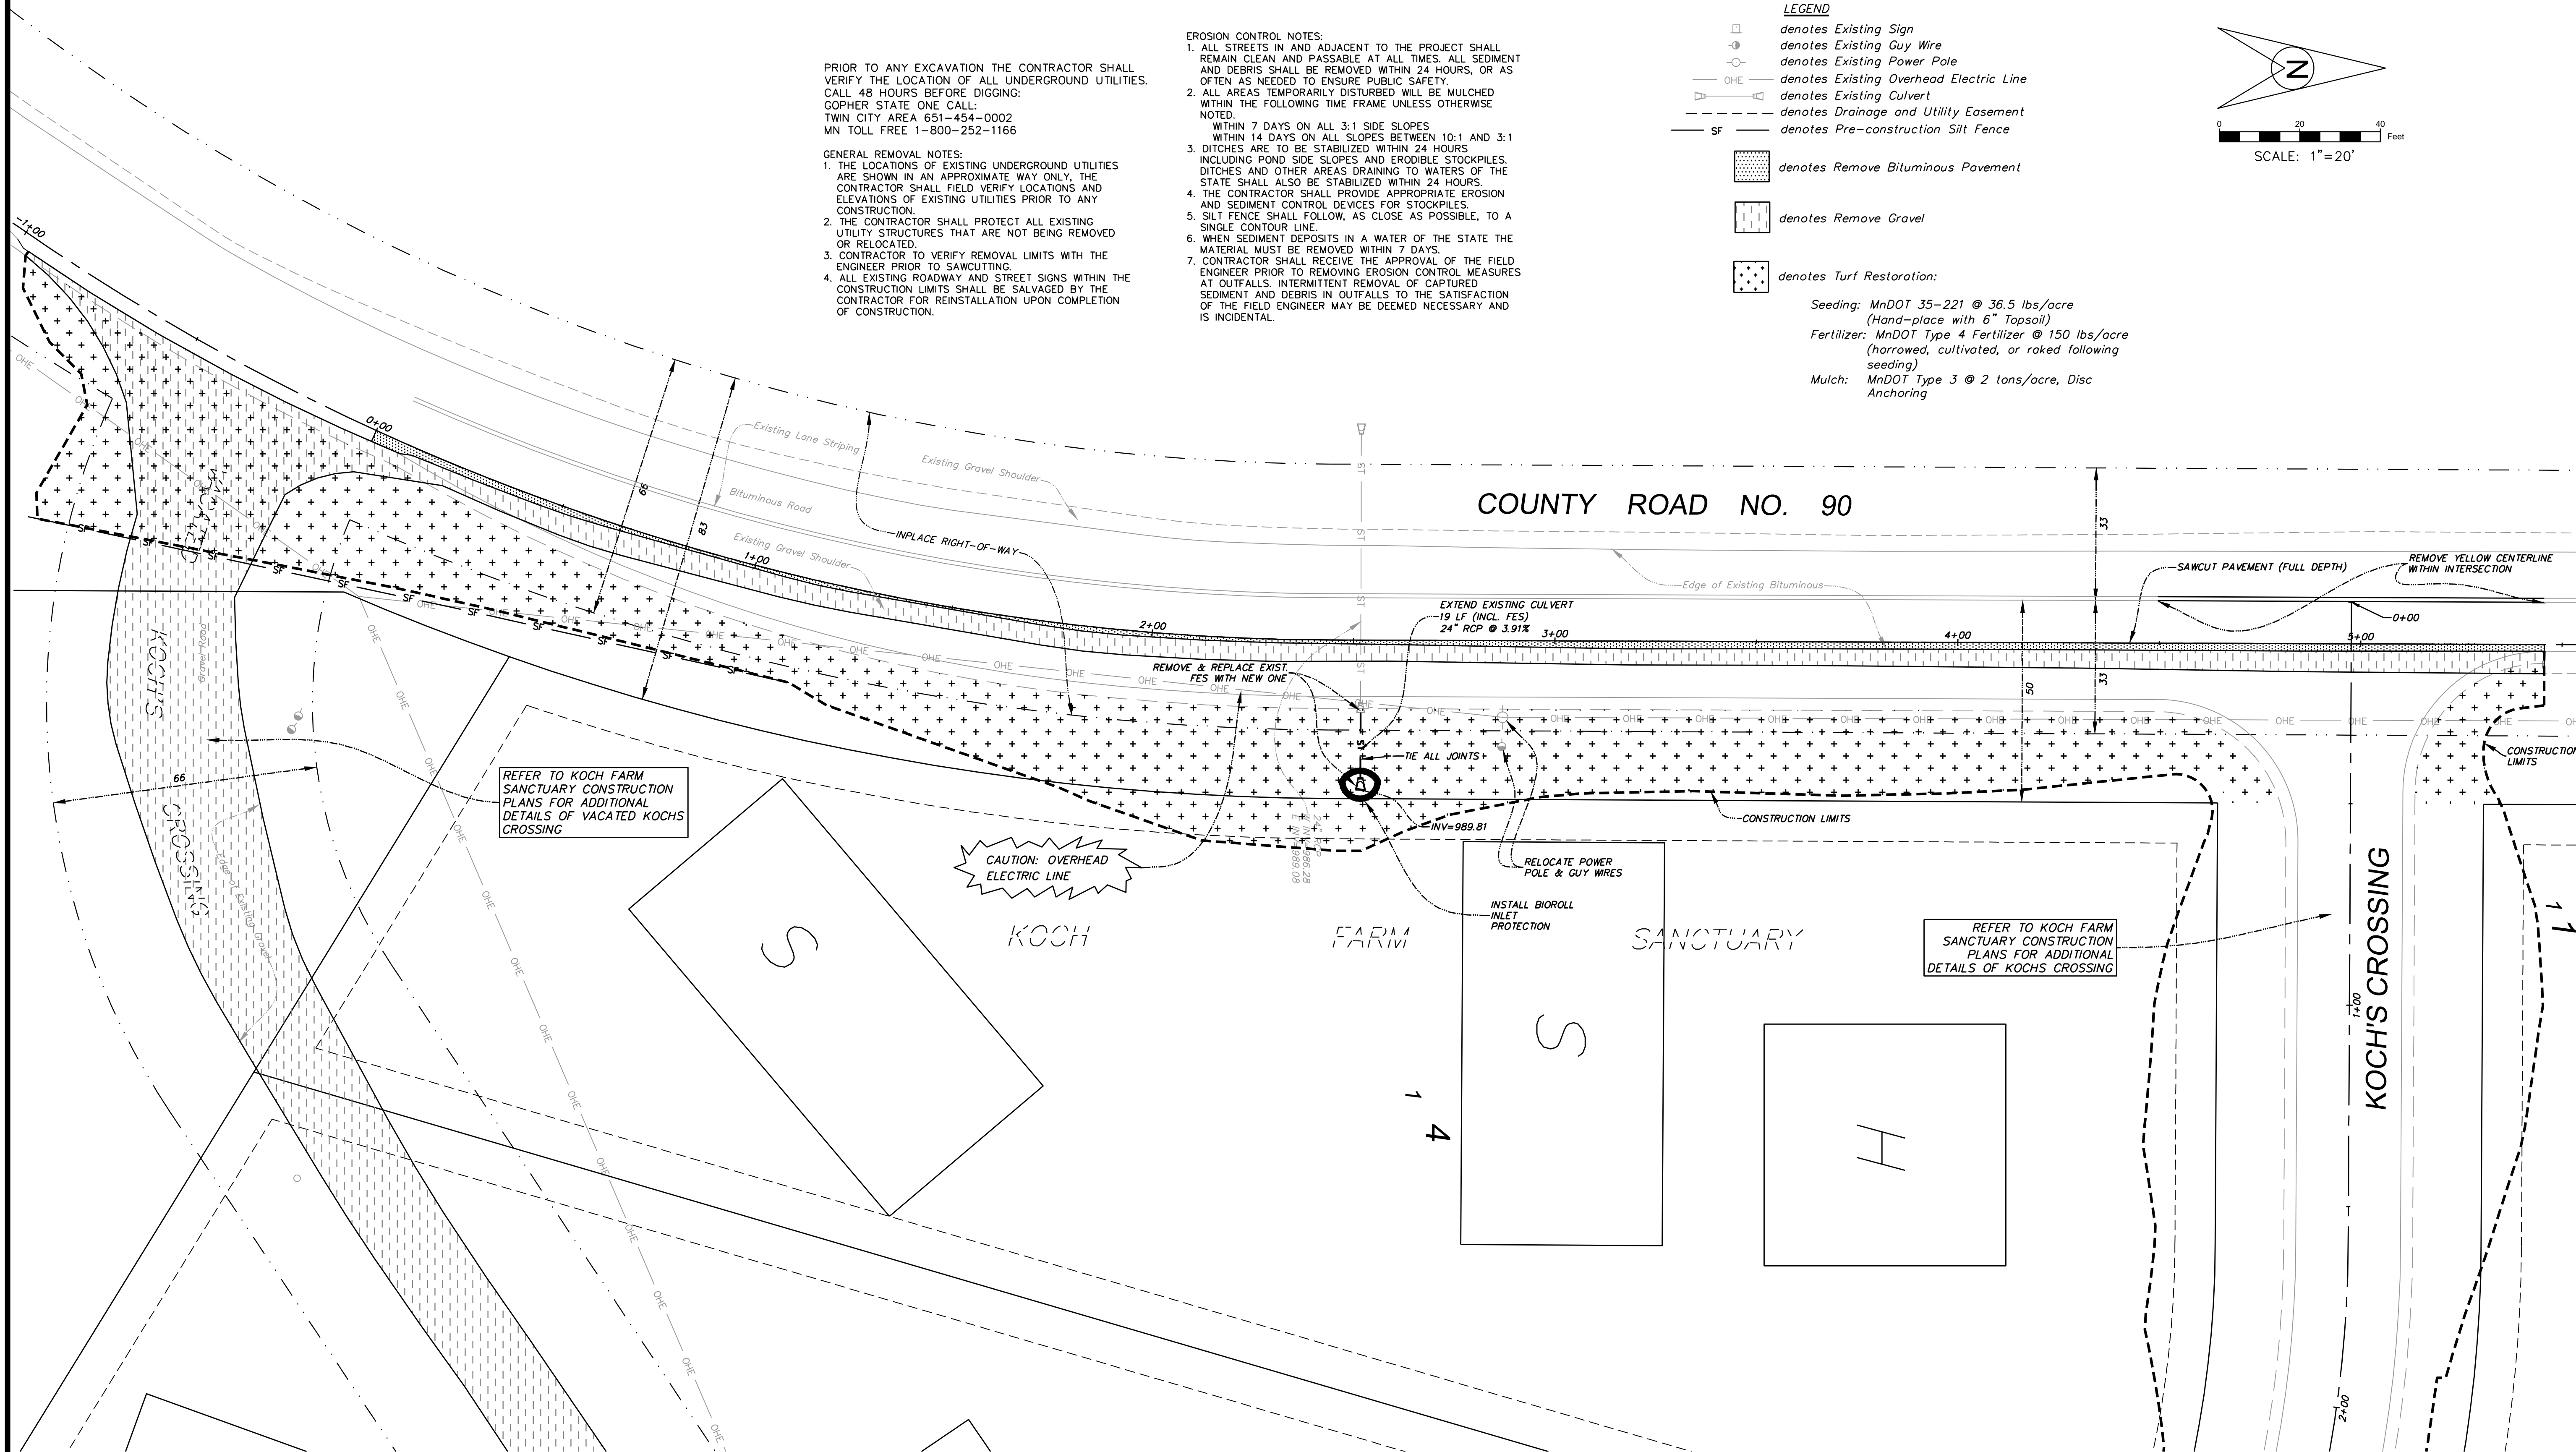 PRIOR TO ANY EXCAVATION THE CONTRACTOR SHALL
VERIFY THE LOCATION OF ALL UNDERGROUND UTILITIES.
CALL 48 HOURS BEFORE DIGGING:
GOPHER STATE ONE CALL:
TWIN CITY AREA 651-454-0002
MN TOLL FREE 1-800-252-1166
GENERAL REMOVAL NOTES:
1. THE LOCATIONS OF EXISTING UNDERGROUND UTILITIES
ARE SHOWN IN AN APPROXIMATE WAY ONLY, THE
CONTRACTOR SHALL FIELD VERIFY LOCATIONS AND
ELEVATIONS OF EXISTING UTILITIES PRIOR TO ANY
CONSTRUCTION.
2. THE CONTRACTOR SHALL PROTECT ALL EXISTING
UTILITY STRUCTURES THAT ARE NOT BEING REMOVED
OR RELOCATED.
3. CONTRACTOR TO VERIFY REMOVAL LIMITS WITH THE
ENGINEER PRIOR TO SAWCUTTING.
4. ALL EXISTING ROADWAY AND STREET SIGNS WITHIN THE
CONSTRUCTION LIMITS SHALL BE SALVAGED BY THE
CONTRACTOR FOR REINSTALLATION UPON COMPLETION
OF CONSTRUCTION.
EROSION CONTROL NOTES:
1. ALL STREETS IN AND ADJACENT TO THE PROJECT SHALL
REMAIN CLEAN AND PASSABLE AT ALL TIMES. ALL SEDIMENT
AND DEBRIS SHALL BE REMOVED WITHIN 24 HOURS, OR AS
OFTEN AS NEEDED TO ENSURE PUBLIC SAFETY.
2. ALL AREAS TEMPORARILY DISTURBED WILL BE MULCHED
WITHIN THE FOLLOWING TIME FRAME UNLESS OTHERWISE
NOTED.
WITHIN 7 DAYS ON ALL 3:1 SIDE SLOPES
WITHIN 14 DAYS ON ALL SLOPES BETWEEN 10:1 AND 3:1
3. DITCHES ARE TO BE STABILIZED WITHIN 24 HOURS
INCLUDING POND SIDE SLOPES AND ERODIBLE STOCKPILES.
DITCHES AND OTHER AREAS DRAINING TO WATERS OF THE
STATE SHALL ALSO BE STABILIZED WITHIN 24 HOURS.
4. THE CONTRACTOR SHALL PROVIDE APPROPRIATE EROSION
AND SEDIMENT CONTROL DEVICES FOR STOCKPILES.
5. SILT FENCE SHALL FOLLOW, AS CLOSE AS POSSIBLE, TO A
SINGLE CONTOUR LINE.
6. WHEN SEDIMENT DEPOSITS IN A WATER OF THE STATE THE
MATERIAL MUST BE REMOVED WITHIN 7 DAYS.
7. CONTRACTOR SHALL RECEIVE THE APPROVAL OF THE FIELD
ENGINEER PRIOR TO REMOVING EROSION CONTROL MEASURES
AT OUTFALLS. INTERMITTENT REMOVAL OF CAPTURED
SEDIMENT AND DEBRIS IN OUTFALLS TO THE SATISFACTION
OF THE FIELD ENGINEER MAY BE DEEMED NECESSARY AND
IS INCIDENTAL.
LEGEND
denotes Existing Sign
denotes Existing Guy Wire
denotes Existing Power Pole
OHE denotes Existing Overhead Electric Line
denotes Existing Culvert
denotes Drainage and Utility Easement
SF denotes Pre-construction Silt Fence
denotes Remove Bituminous Pavement
denotes Remove Gravel
denotes Turf Restoration:
Seeding: MnDOT 35-221 @ 36.5 lbs/acre
(Hand-place with 6" Topsoil)
Fertilizer: MnDOT Type 4 Fertilizer @ 150 lbs/acre
(harrowed, cultivated, or raked following
seeding)
Mulch: MnDOT Type 3 @ 2 tons/acre, Disc
Anchoring
N
0 20 40
Feet
SCALE: 1"=20'
-1+00
0+00
1+00
2+00
3+00
4+00
5+00
66
83
Existing Lane Striping
Existing Gravel Shoulder
Bituminous Road
Existing Gravel Shoulder
INPLACE RIGHT-OF-WAY
COUNTY ROAD NO. 90
Edge of Existing Bituminous
33
33
50
SAWCUT PAVEMENT (FULL DEPTH)
REMOVE YELLOW CENTERLINE
WITHIN INTERSECTION
0+00
EXTEND EXISTING CULVERT
19 LF (INCL. FES)
24" RCP @ 3.91%
REMOVE & REPLACE EXIST.
FES WITH NEW ONE
TIE ALL JOINTS
INV=989.81
24" RCP
W INV=986.28
E INV=989.08
CONSTRUCTION LIMITS
CONSTRUCTION
LIMITS
RELOCATE POWER
POLE & GUY WIRES
INSTALL BIOROLL
INLET
PROTECTION
CAUTION: OVERHEAD
ELECTRIC LINE
REFER TO KOCH FARM
SANCTUARY CONSTRUCTION
PLANS FOR ADDITIONAL
DETAILS OF VACATED KOCHS
CROSSING
REFER TO KOCH FARM
SANCTUARY CONSTRUCTION
PLANS FOR ADDITIONAL
DETAILS OF KOCHS CROSSING
VACATED
KOCH'S
CROSSING
Gravel Road
Edge of Existing Gravel
66
KOCH FARM SANCTUARY
S
S
H
1
4
1
11
KOCH'S CROSSING
1+00
2+00